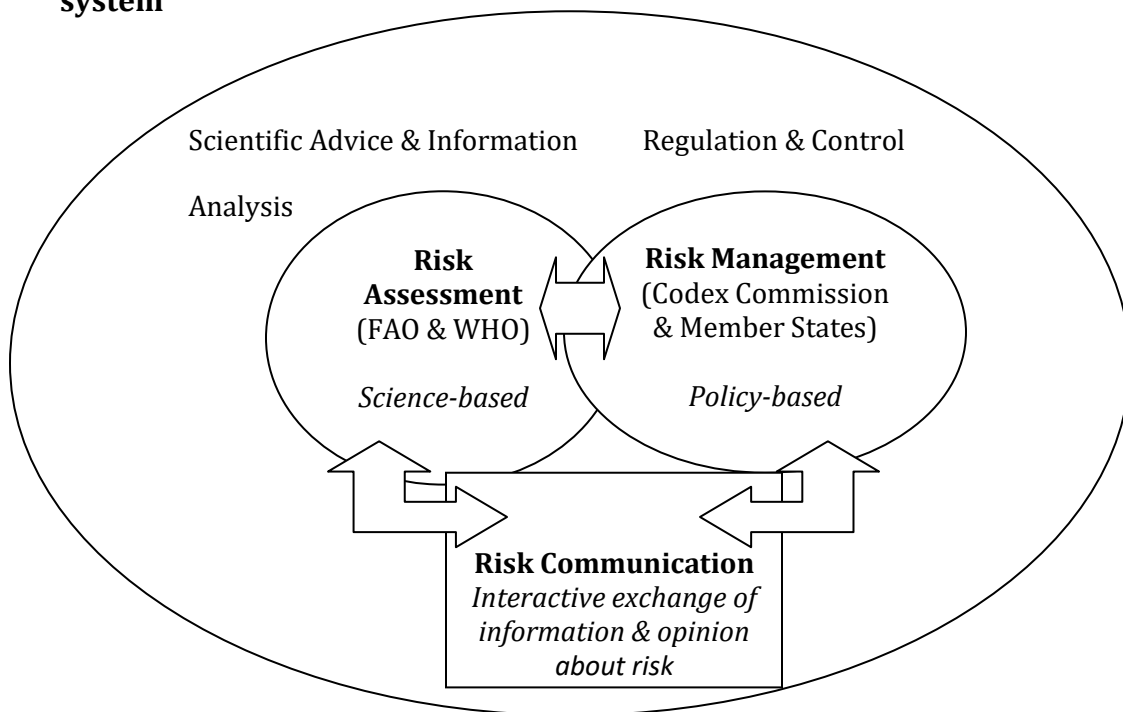 system
Scientific Advice & Information
Regulation & Control
Analysis
Risk
Assessment
(FAO & WHO)
Science-based
Risk Management
(Codex Commission
& Member States)
Policy-based
Risk Communication
Interactive exchange of
information & opinion
about risk